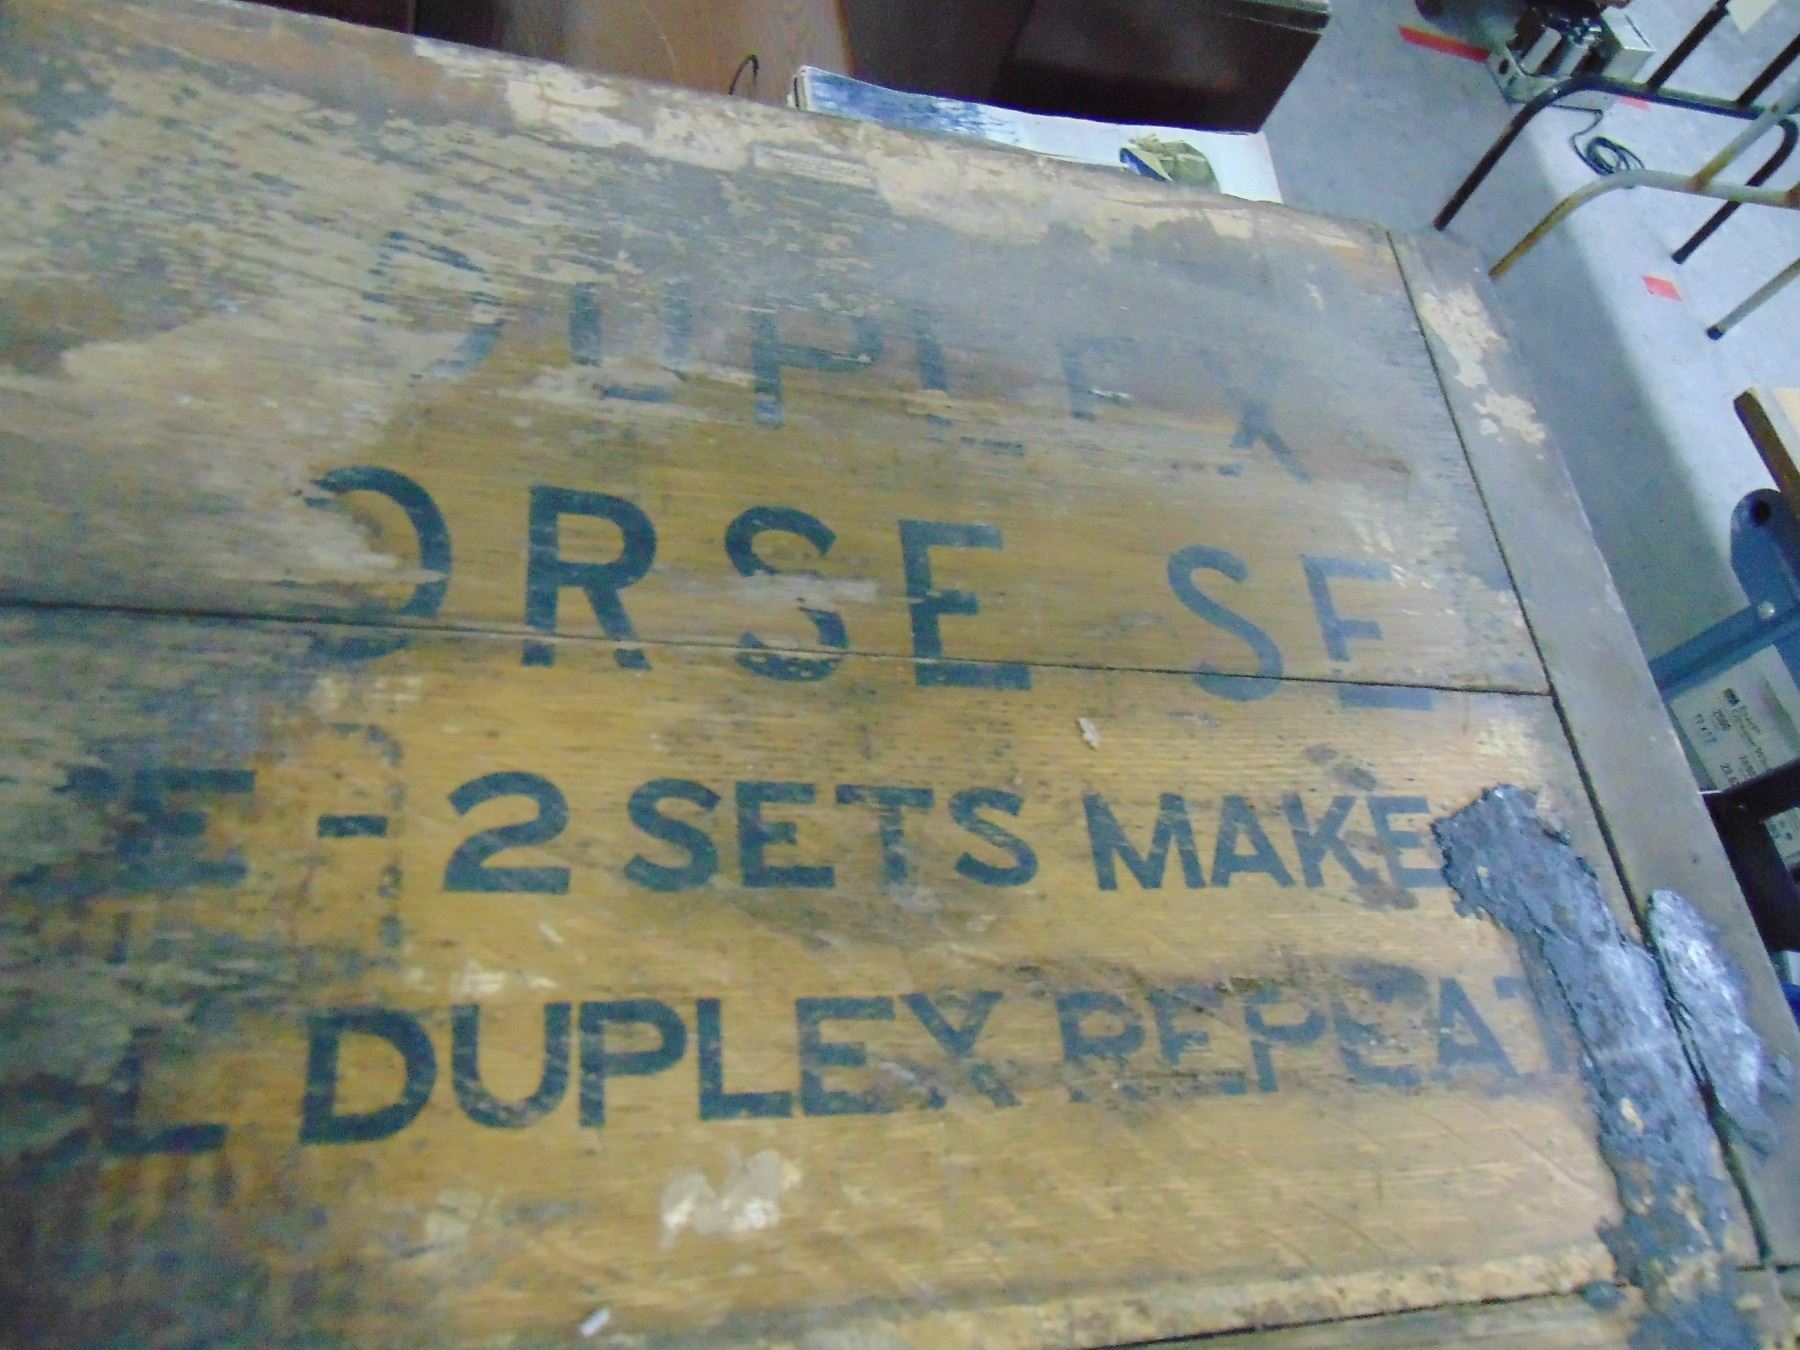 DUPLEX
ORSE SE
E - 2 SETS MAKE
L DUPLEX REPEAT